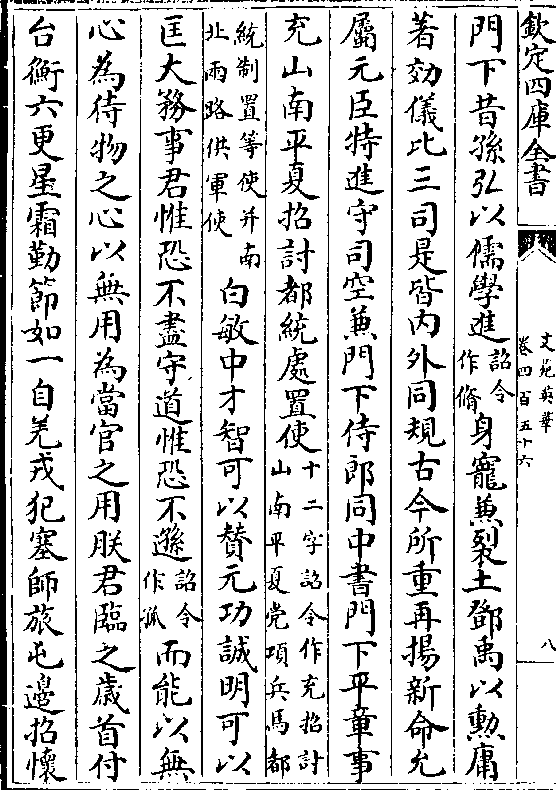 欽定四庫全書
文苑英華
卷四百五十六
八
門下昔孫弘以儒學進詔令作脩身寵兼裂土鄧禹以勲庸
著効儀比三司是皆内外同規古今所重再揚新命允
屬元臣特進守司空兼門下侍郎同中書門下平章事
充山南平夏招討都統處置使十二字詔令作充招討山南平夏党項兵馬都
統制置等使并南北兩路供軍使白敏中才智可以賛元功誠明可以
匡大務事君惟恐不盡守道惟恐不遜詔令作孤而能以無
心為待物之心以無用為當官之用朕君臨之歲首付
台衡六更星霜勤節如一自羌戎犯塞師旅屯邊招懷